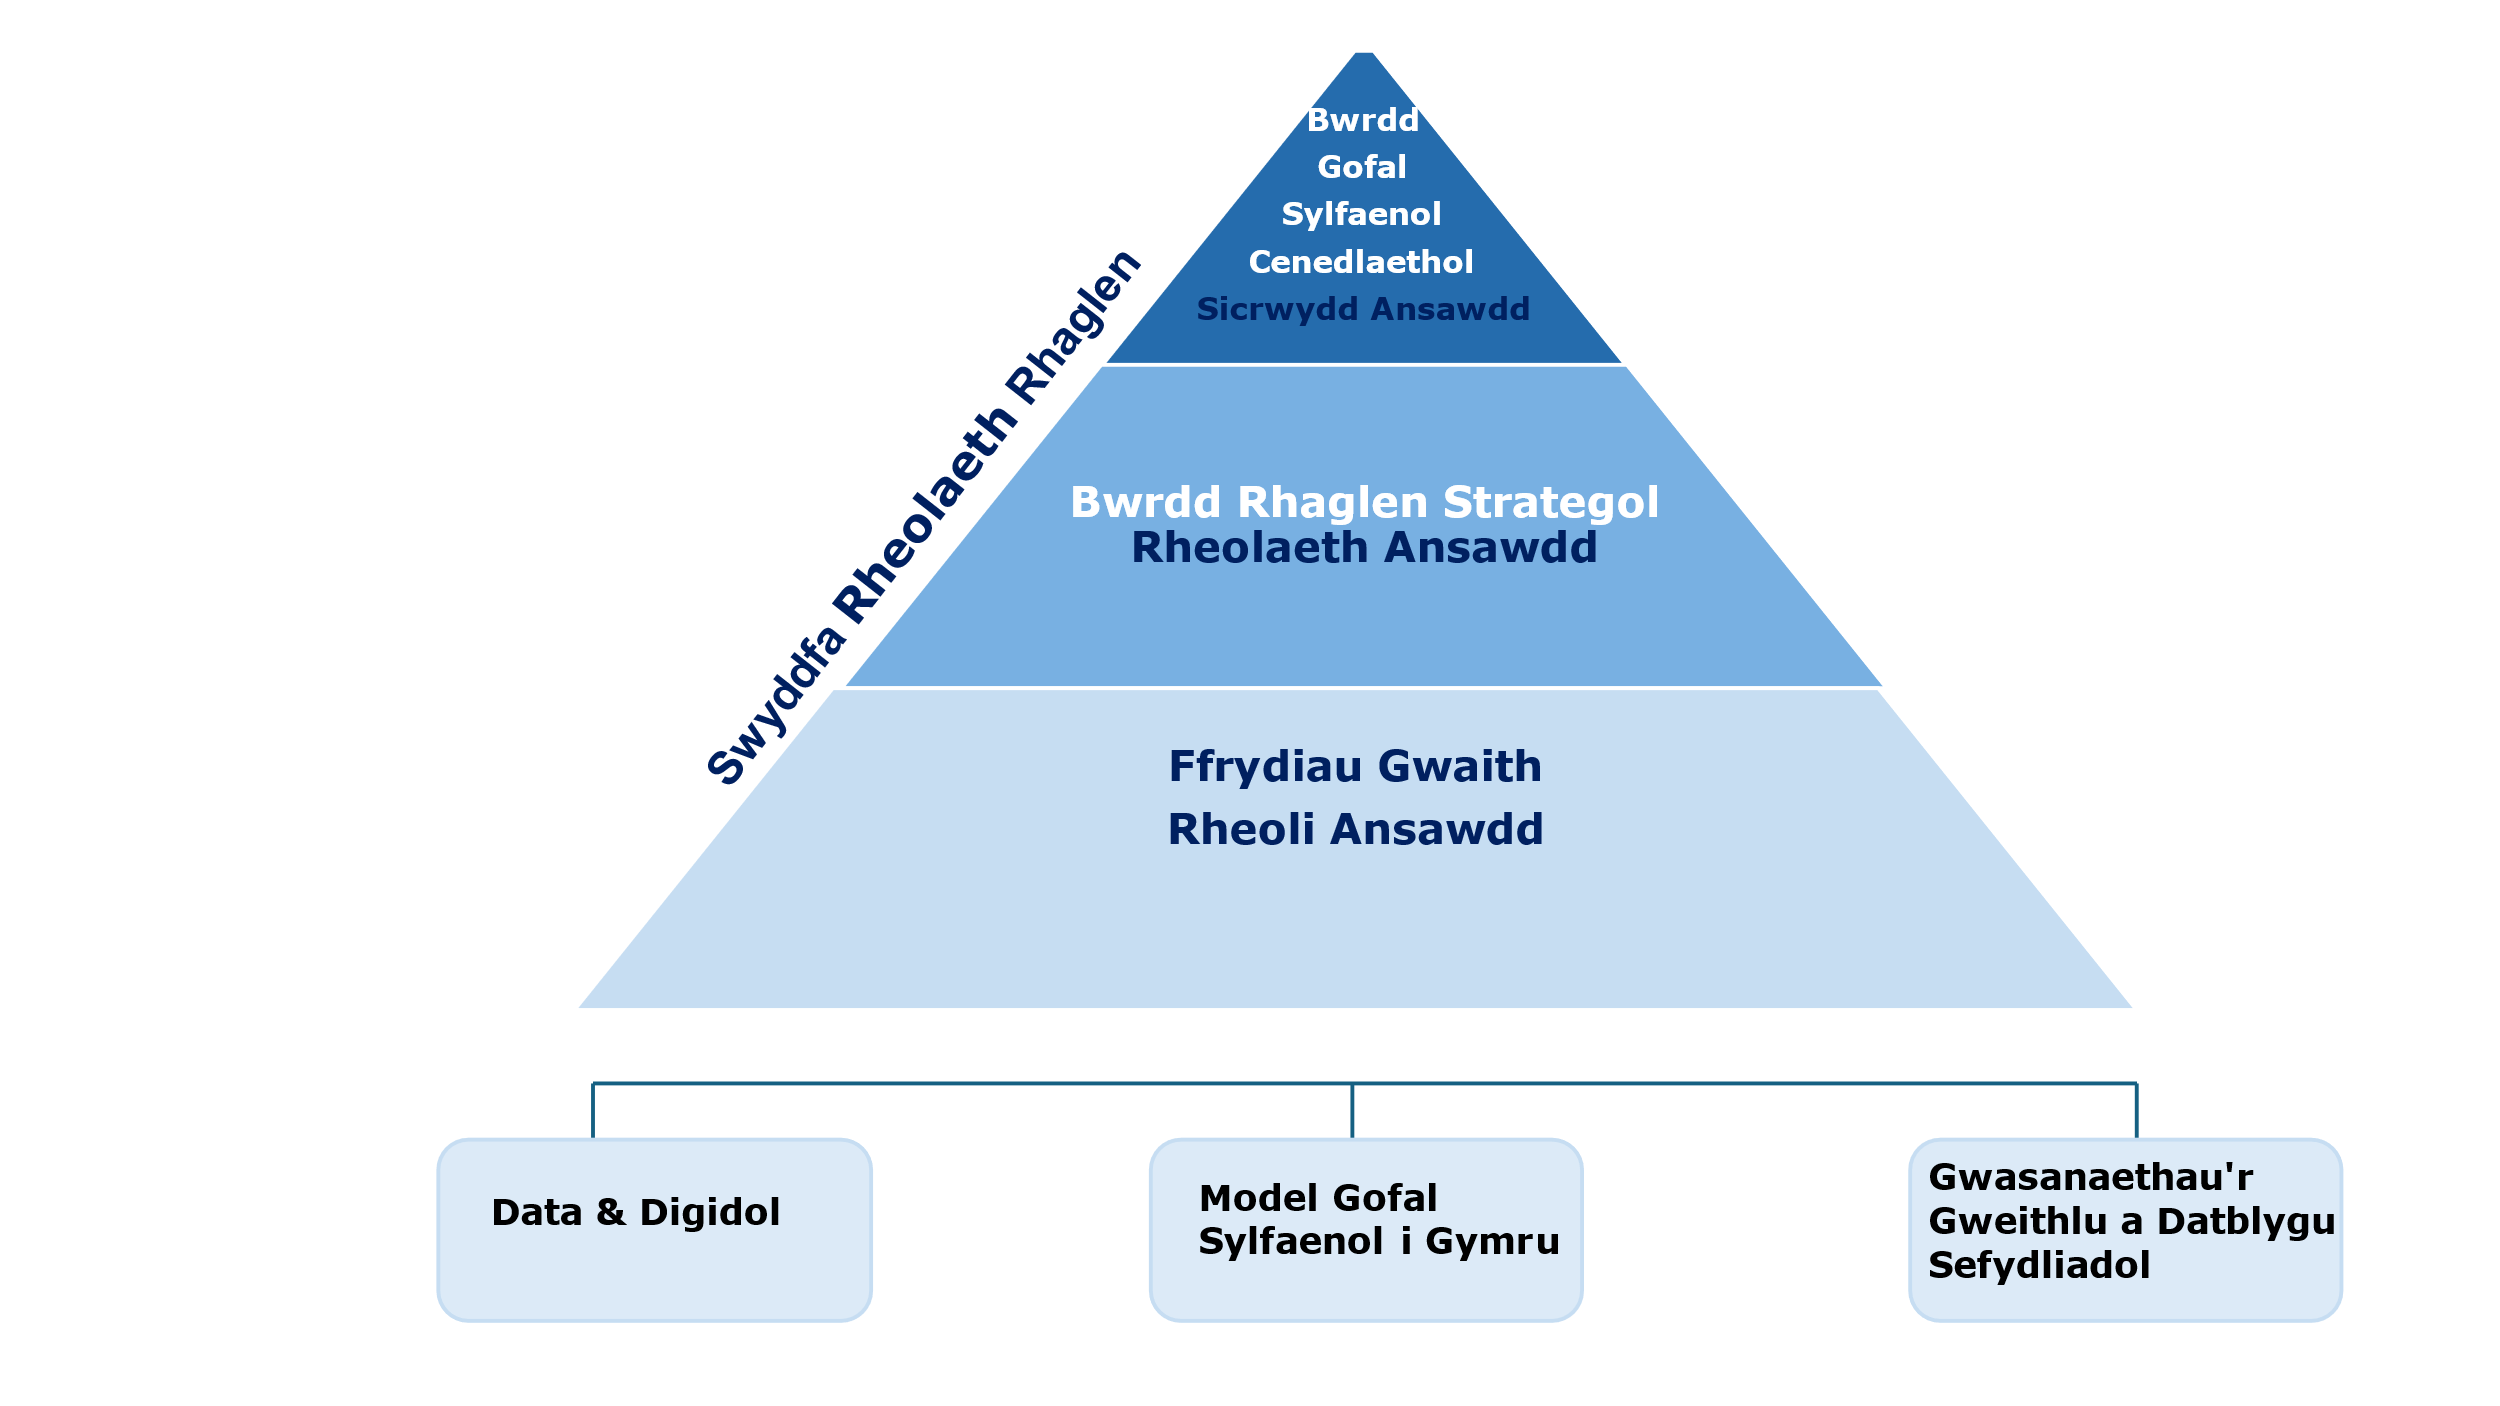 Bwrdd
Gofal
Sylfaenol
Cenedlaethol
Sicrwydd Ansawdd
Swyddfa Rheolaeth Rhaglen
Bwrdd Rhaglen Strategol
Rheolaeth Ansawdd
Ffrydiau Gwaith
Rheoli Ansawdd
Data & Digidol
Model Gofal
Sylfaenol i Gymru
Gwasanaethau'r
Gweithlu a Datblygu
Sefydliadol